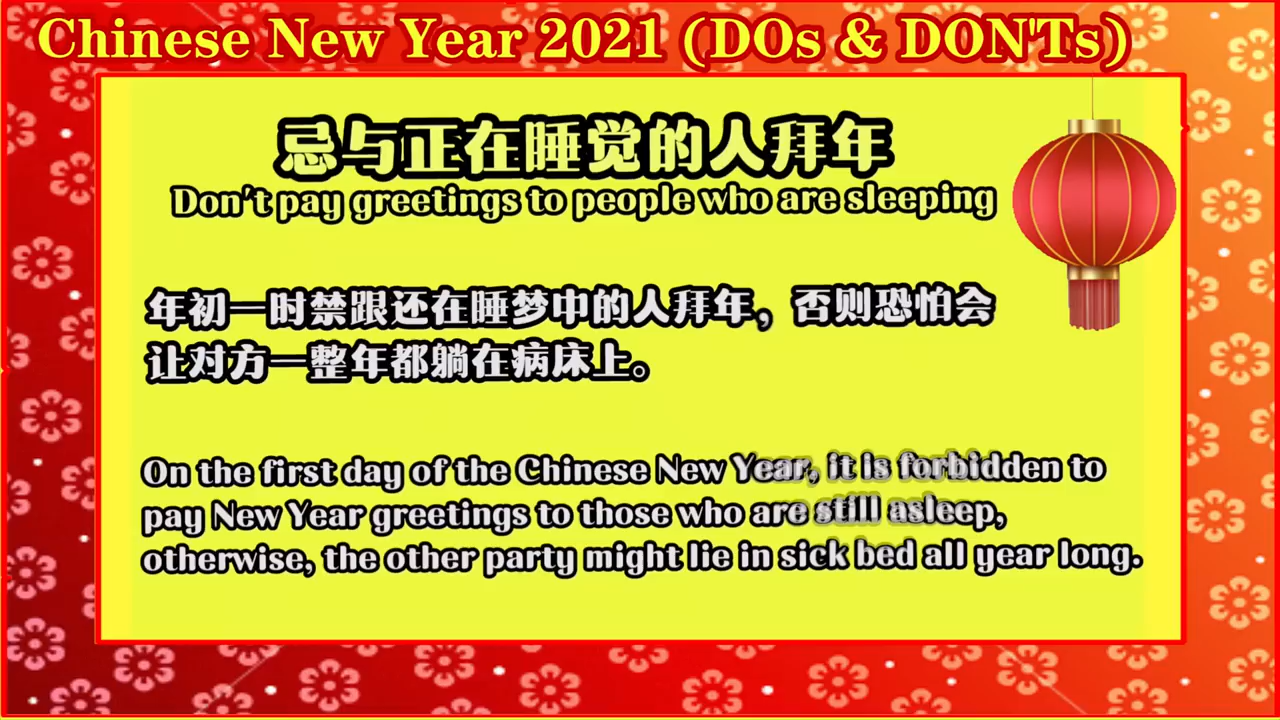 Chinese New Year 2021 (DOs & DON'Ts)
忌与正在睡觉的人拜年
Don't pay greetings to people who are sleeping
年初一时禁跟还在睡梦中的人拜年，否则恐怕会
让对方一整年都躺在病床上。
On the first day of the Chinese New Year, it is forbidden to
pay New Year greetings to those who are still asleep,
otherwise, the other party might lie in sick bed all year long.